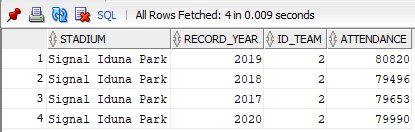 SQL | All Rows Fetched: 4 in 0.009 seconds
STADIUM RECORD_YEAR ID_TEAM ATTENDANCE
1 Signal Iduna Park 2019 2 80820
2 Signal Iduna Park 2018 2 79496
3 Signal Iduna Park 2017 2 79653
4 Signal Iduna Park 2020 2 79990